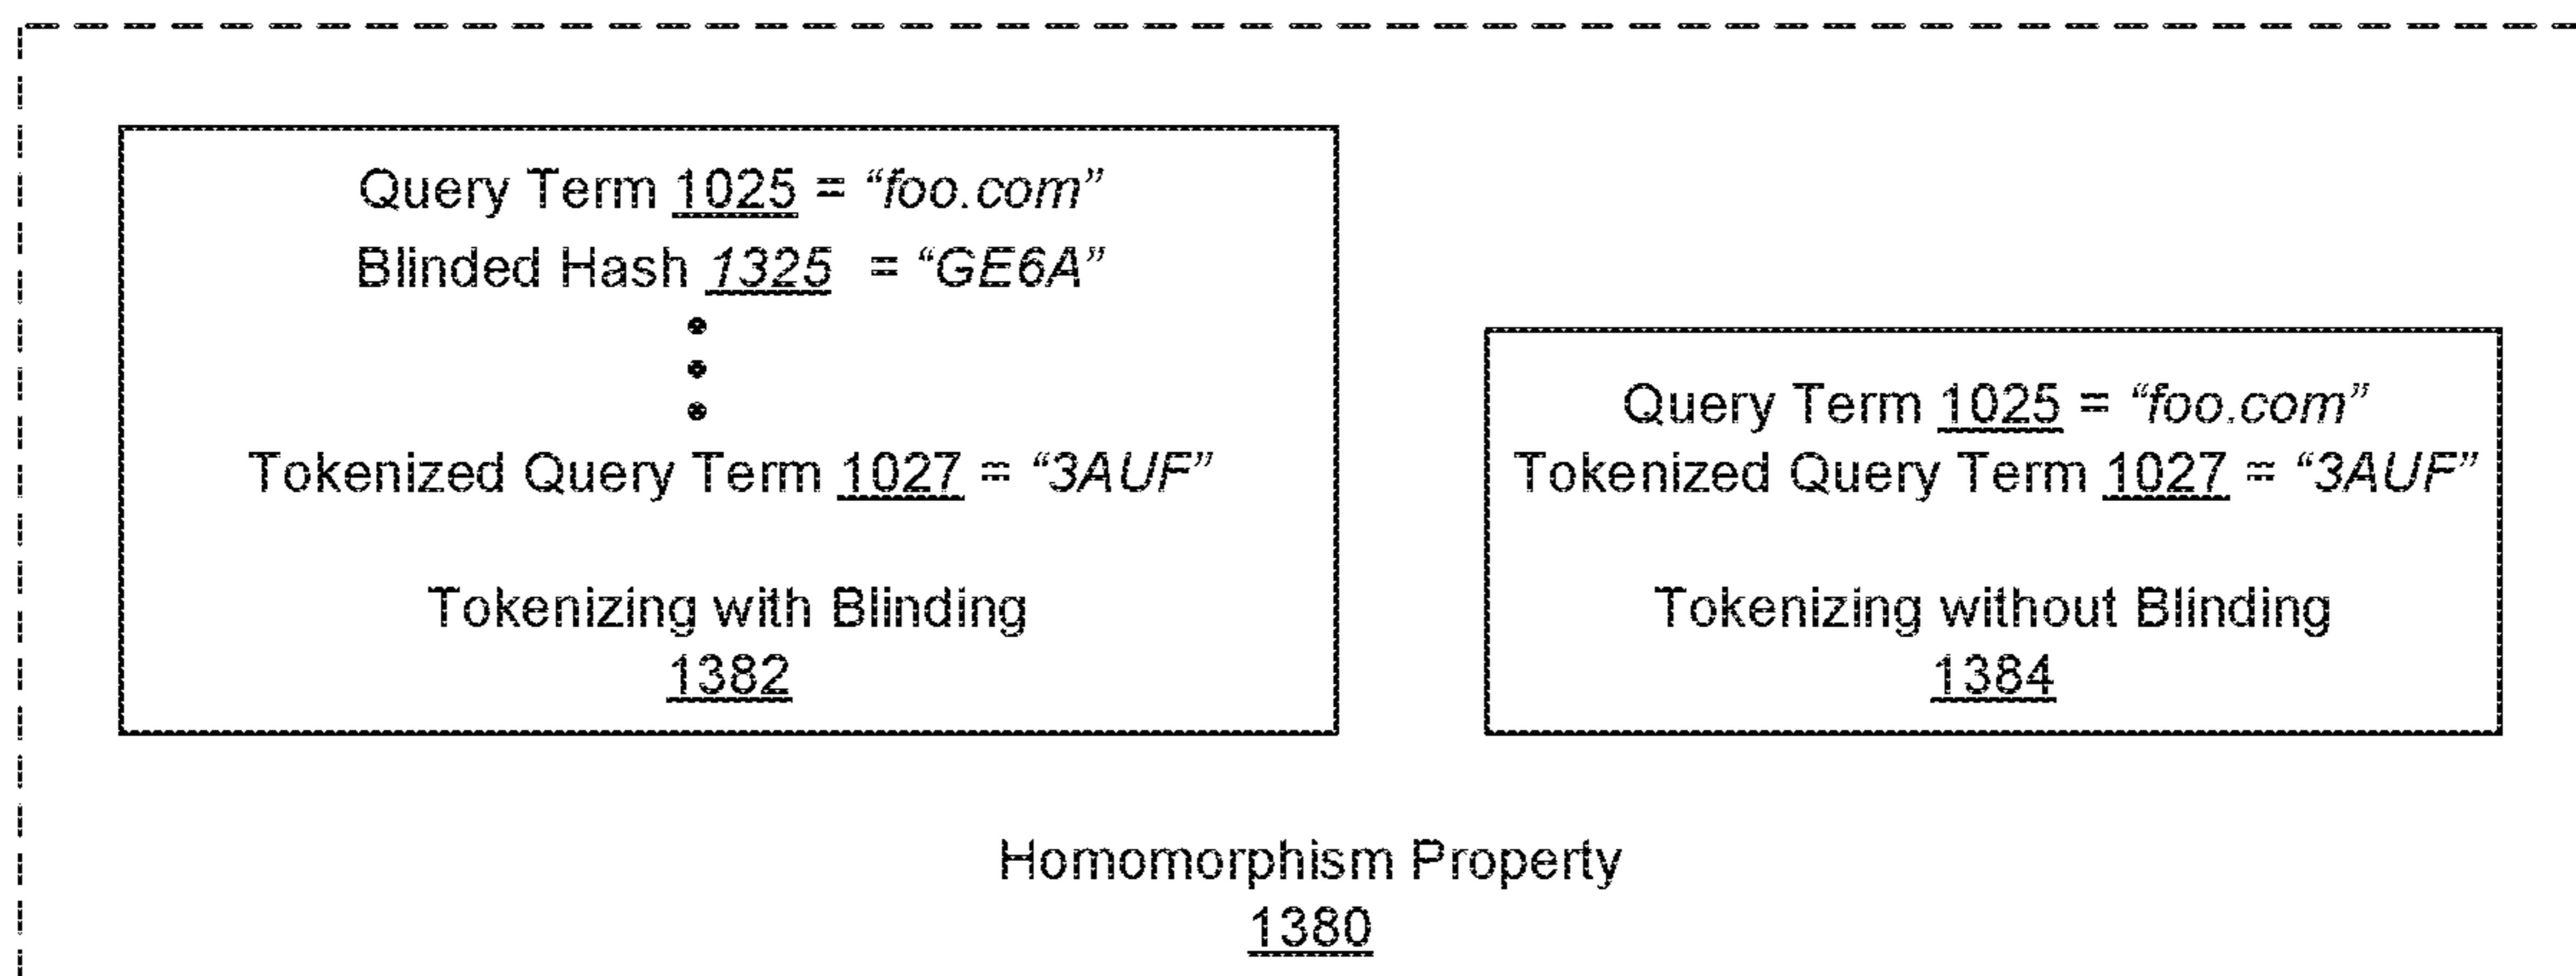 Query Term 1025 = “foo.com”
Blinded Hash 1325 = “GE6A”
Tokenized Query Term 1027 = “3AUF”
Tokenizing with Blinding
1382
Query Term 1025 = “foo.com”
Tokenized Query Term 1027 = “3AUF”
Tokenizing without Blinding
1384
Homomorphism Property
1380